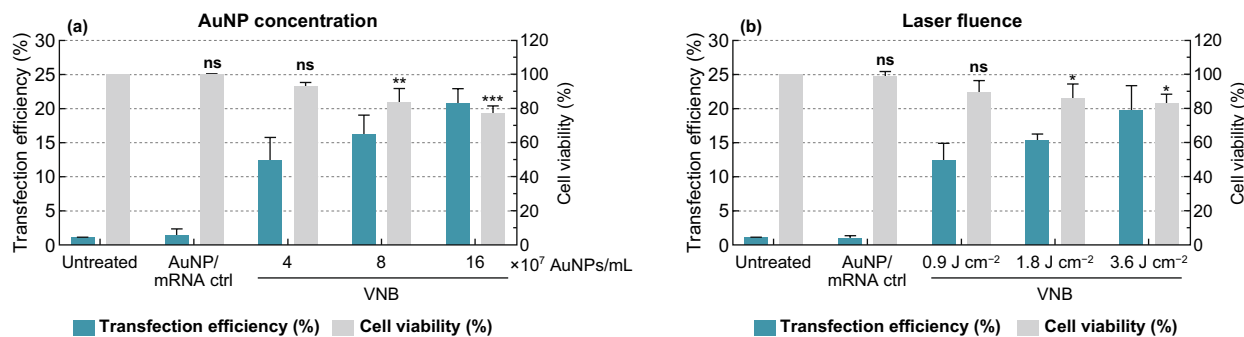 (a)
AuNP concentration
Transfection efficiency (%)
30
25
20
15
10
5
0
120
100
80
60
40
20
0
Cell viability (%)
ns
ns
**
***
Untreated
AuNP/
mRNA ctrl
4
8
16
×10⁷ AuNPs/mL
VNB
Transfection efficiency (%)
Cell viability (%)
(b)
Laser fluence
Transfection efficiency (%)
30
25
20
15
10
5
0
120
100
80
60
40
20
0
Cell viability (%)
ns
ns
*
*
Untreated
AuNP/
mRNA ctrl
0.9 J cm⁻²
1.8 J cm⁻²
3.6 J cm⁻²
VNB
Transfection efficiency (%)
Cell viability (%)